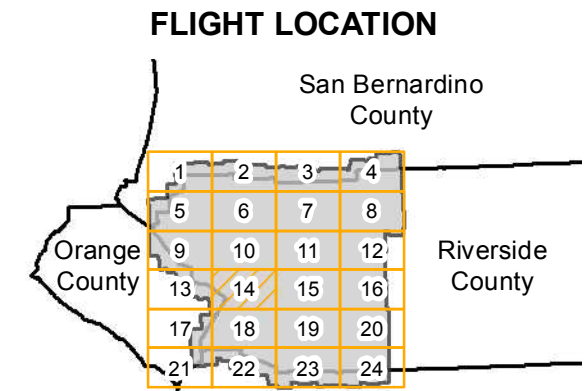 FLIGHT LOCATION
San Bernardino
County
1 2 3 4
5 6 7 8
9 10 11 12
Orange
County
Riverside
County
13 14 15 16
17 18 19 20
21 22 23 24